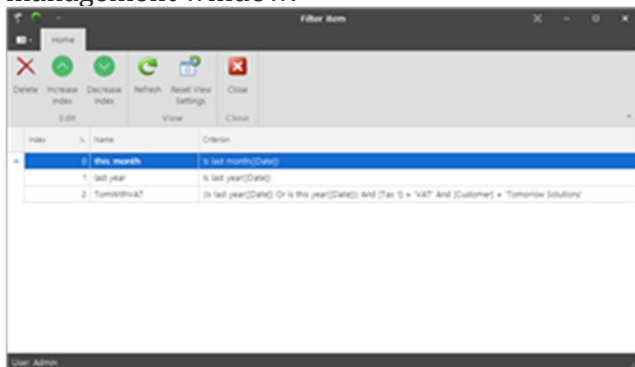 management window.
Filter item
Home
Delete Increase index Decrease index Refresh Reset View Settings Close
Edit View Close
Index Name Criterion
0 this month Is last month([Date])
1 last year Is last year([Date])
2 TomWithVAT (Is last year([Date]) Or Is this year([Date])) And [Tax 1] = 'VAT' And [Customer] = 'Tomorrow Solutions'
User: Admin